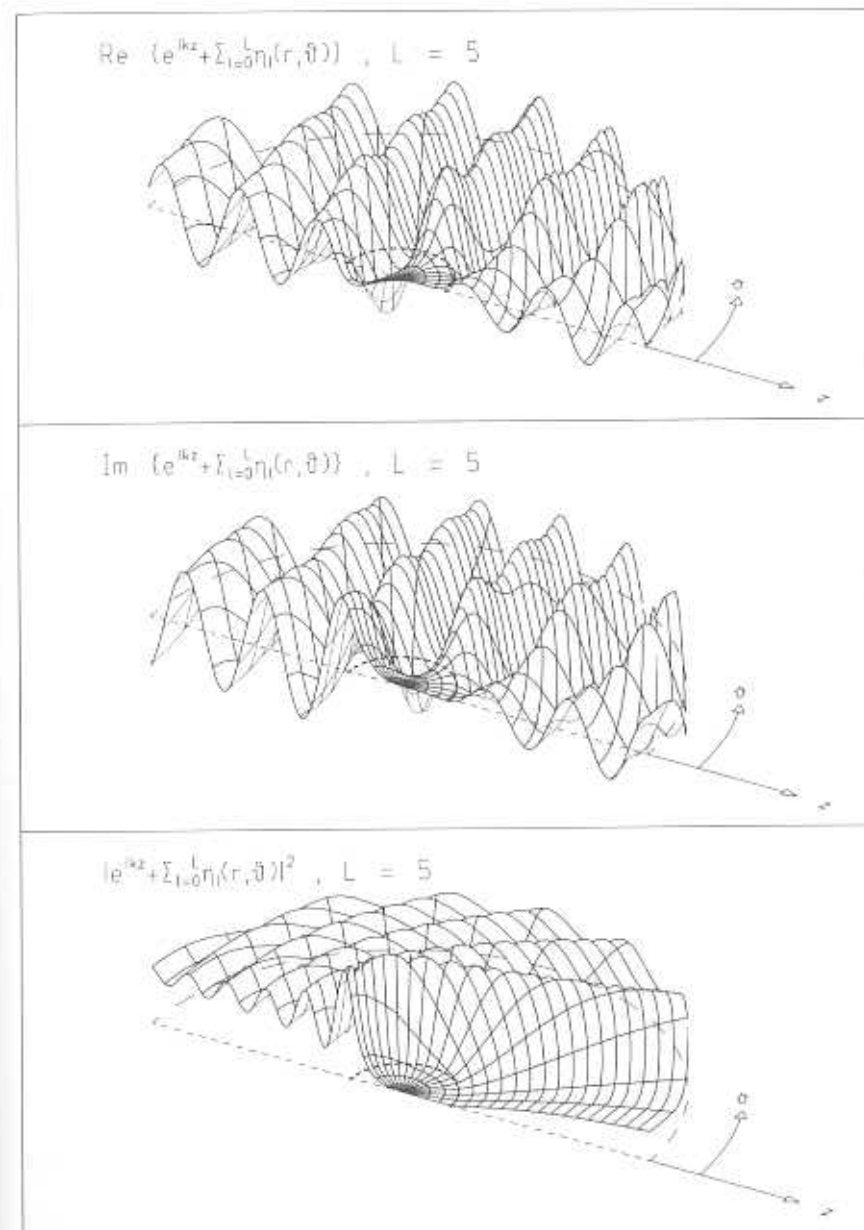 Re {e^{ikz}+Σ_{l=0}^{L}η_l(r,ϑ)} , L = 5
ϑ
z
Im {e^{ikz}+Σ_{l=0}^{L}η_l(r,ϑ)} , L = 5
ϑ
z
|e^{ikz}+Σ_{l=0}^{L}η_l(r,ϑ)|² , L = 5
ϑ
z